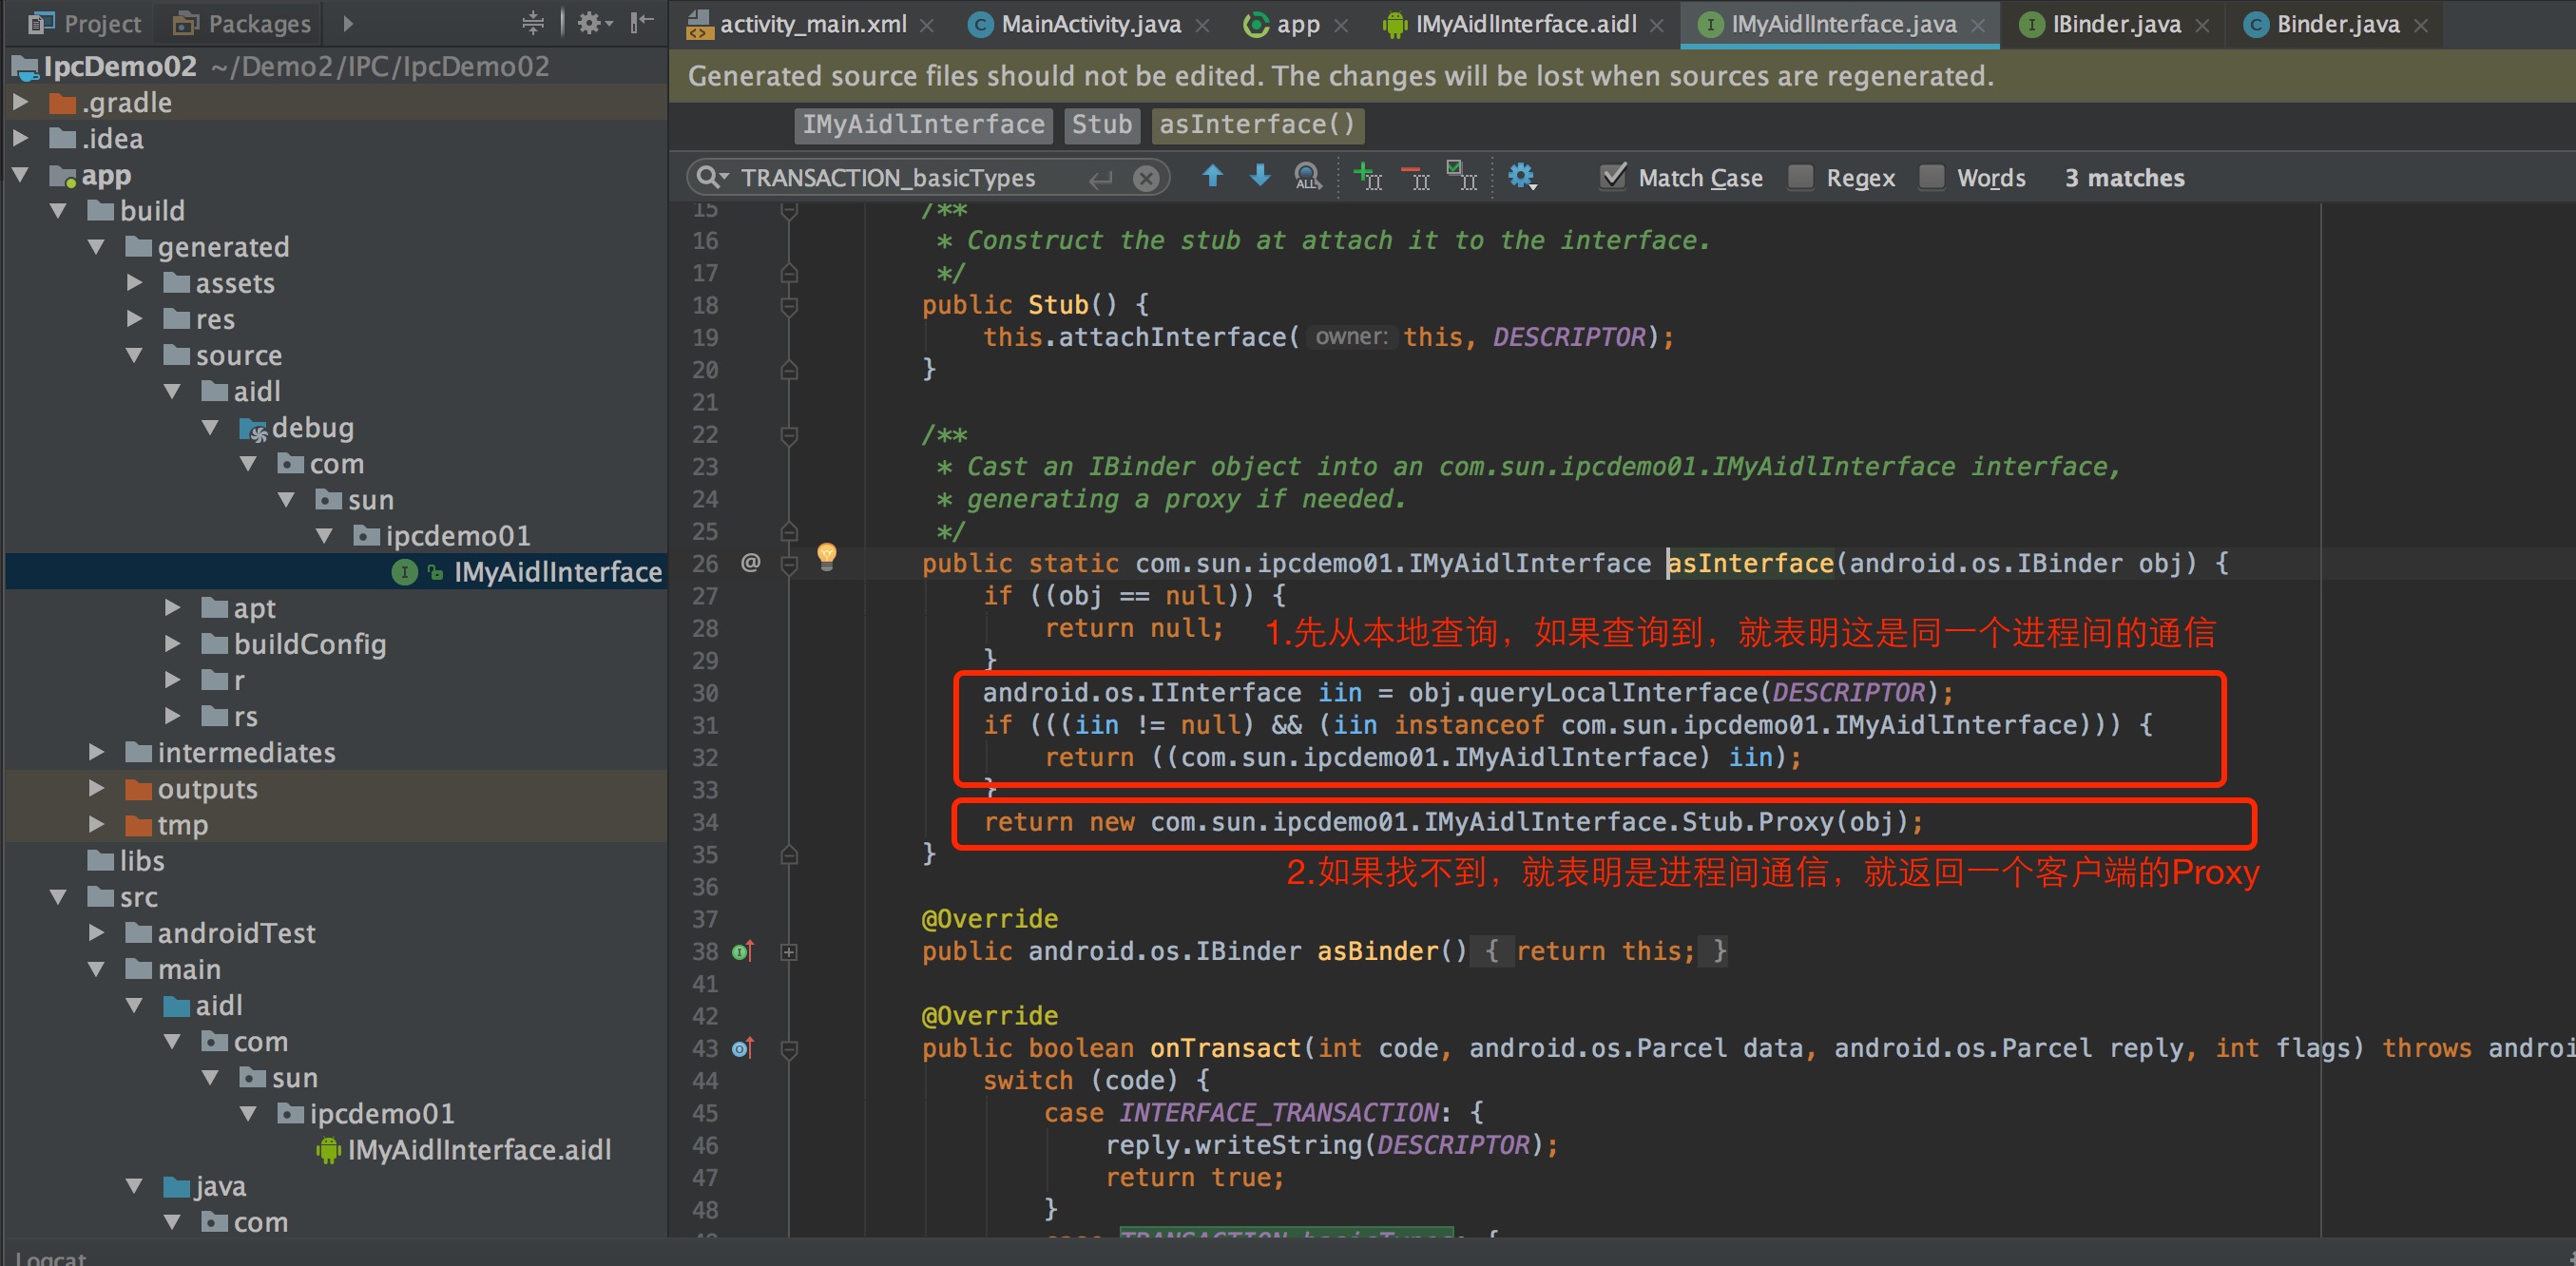 Project
Packages
IpcDemo02 ~/Demo2/IPC/IpcDemo02
.gradle
.idea
app
build
generated
assets
res
source
aidl
debug
com
sun
ipcdemo01
IMyAidlInterface
apt
buildConfig
r
rs
intermediates
outputs
tmp
libs
src
androidTest
main
aidl
com
sun
ipcdemo01
IMyAidlInterface.aidl
java
com
Logcat
activity_main.xml
MainActivity.java
app
IMyAidlInterface.aidl
IMyAidlInterface.java
IBinder.java
Binder.java
Generated source files should not be edited. The changes will be lost when sources are regenerated.
IMyAidlInterface Stub asInterface()
TRANSACTION_basicTypes
Match Case Regex Words 3 matches
15 /**
16 * Construct the stub at attach it to the interface.
17 */
18 public Stub() {
19 this.attachInterface( owner: this, DESCRIPTOR);
20 }
21
22 /**
23 * Cast an IBinder object into an com.sun.ipcdemo01.IMyAidlInterface interface,
24 * generating a proxy if needed.
25 */
26 @ public static com.sun.ipcdemo01.IMyAidlInterface asInterface(android.os.IBinder obj) {
27 if ((obj == null)) {
28 return null; 1.先从本地查询，如果查询到，就表明这是同一个进程间的通信
29 }
30 android.os.IInterface iin = obj.queryLocalInterface(DESCRIPTOR);
31 if (((iin != null) && (iin instanceof com.sun.ipcdemo01.IMyAidlInterface))) {
32 return ((com.sun.ipcdemo01.IMyAidlInterface) iin);
33 }
34 return new com.sun.ipcdemo01.IMyAidlInterface.Stub.Proxy(obj);
35 }
2.如果找不到，就表明是进程间通信，就返回一个客户端的Proxy
36
37 @Override
38 public android.os.IBinder asBinder() { return this; }
41
42 @Override
43 public boolean onTransact(int code, android.os.Parcel data, android.os.Parcel reply, int flags) throws androi
44 switch (code) {
45 case INTERFACE_TRANSACTION: {
46 reply.writeString(DESCRIPTOR);
47 return true;
48 }
49 case TRANSACTION_basicTypes: {